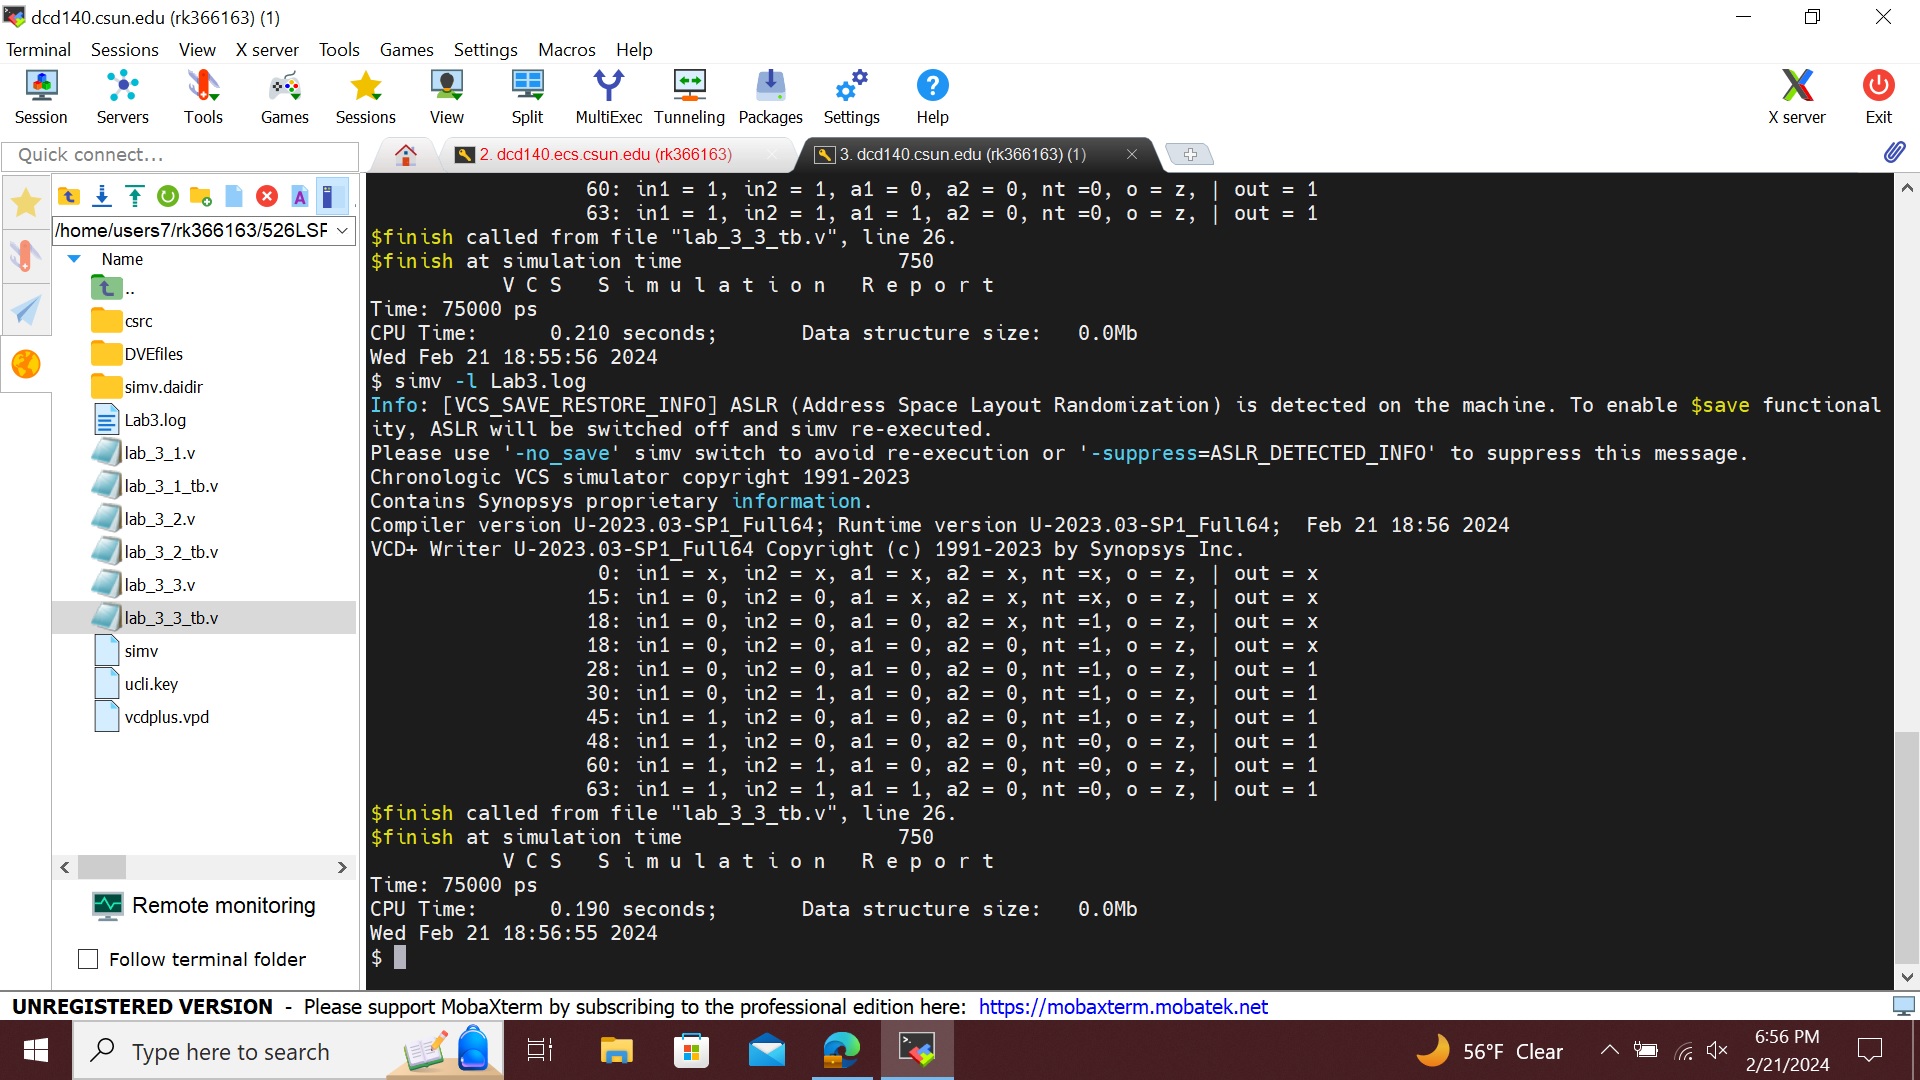 dcd140.csun.edu (rk366163) (1)
Terminal Sessions View X server Tools Games Settings Macros Help
Session Servers Tools Games Sessions View Split MultiExec Tunneling Packages Settings Help X server Exit
Quick connect...
2. dcd140.ecs.csun.edu (rk366163)
3. dcd140.csun.edu (rk366163) (1)
/home/users7/rk366163/526LSF
Name
..
csrc
DVEfiles
simv.daidir
Lab3.log
lab_3_1.v
lab_3_1_tb.v
lab_3_2.v
lab_3_2_tb.v
lab_3_3.v
lab_3_3_tb.v
simv
ucli.key
vcdplus.vpd
Remote monitoring
Follow terminal folder
60: in1 = 1, in2 = 1, a1 = 0, a2 = 0, nt =0, o = z, | out = 1
63: in1 = 1, in2 = 1, a1 = 1, a2 = 0, nt =0, o = z, | out = 1
$finish called from file "lab_3_3_tb.v", line 26.
$finish at simulation time 750
V C S S i m u l a t i o n R e p o r t
Time: 75000 ps
CPU Time: 0.210 seconds; Data structure size: 0.0Mb
Wed Feb 21 18:55:56 2024
$ simv -l Lab3.log
Info: [VCS_SAVE_RESTORE_INFO] ASLR (Address Space Layout Randomization) is detected on the machine. To enable $save functional
ity, ASLR will be switched off and simv re-executed.
Please use '-no_save' simv switch to avoid re-execution or '-suppress=ASLR_DETECTED_INFO' to suppress this message.
Chronologic VCS simulator copyright 1991-2023
Contains Synopsys proprietary information.
Compiler version U-2023.03-SP1_Full64; Runtime version U-2023.03-SP1_Full64; Feb 21 18:56 2024
VCD+ Writer U-2023.03-SP1_Full64 Copyright (c) 1991-2023 by Synopsys Inc.
0: in1 = x, in2 = x, a1 = x, a2 = x, nt =x, o = z, | out = x
15: in1 = 0, in2 = 0, a1 = x, a2 = x, nt =x, o = z, | out = x
18: in1 = 0, in2 = 0, a1 = 0, a2 = x, nt =1, o = z, | out = x
18: in1 = 0, in2 = 0, a1 = 0, a2 = 0, nt =1, o = z, | out = x
28: in1 = 0, in2 = 0, a1 = 0, a2 = 0, nt =1, o = z, | out = 1
30: in1 = 0, in2 = 1, a1 = 0, a2 = 0, nt =1, o = z, | out = 1
45: in1 = 1, in2 = 0, a1 = 0, a2 = 0, nt =1, o = z, | out = 1
48: in1 = 1, in2 = 0, a1 = 0, a2 = 0, nt =0, o = z, | out = 1
60: in1 = 1, in2 = 1, a1 = 0, a2 = 0, nt =0, o = z, | out = 1
63: in1 = 1, in2 = 1, a1 = 1, a2 = 0, nt =0, o = z, | out = 1
$finish called from file "lab_3_3_tb.v", line 26.
$finish at simulation time 750
V C S S i m u l a t i o n R e p o r t
Time: 75000 ps
CPU Time: 0.190 seconds; Data structure size: 0.0Mb
Wed Feb 21 18:56:55 2024
$
UNREGISTERED VERSION - Please support MobaXterm by subscribing to the professional edition here: https://mobaxterm.mobatek.net
Type here to search
56°F Clear
6:56 PM
2/21/2024